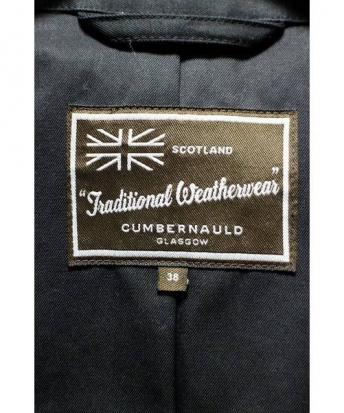 SCOTLAND
"Traditional Weatherwear"
CUMBERNAULD
GLASGOW
38